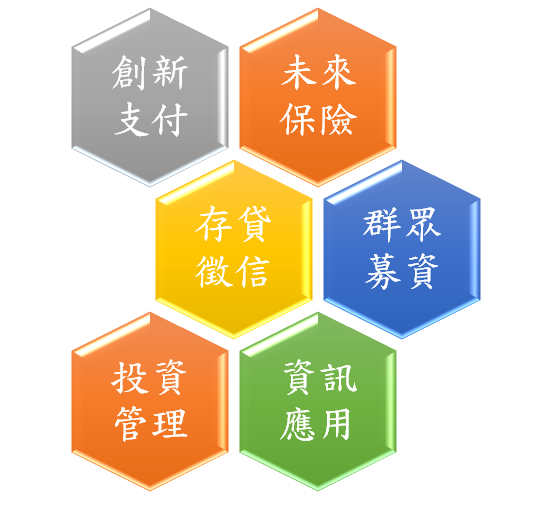 創新
支付
未來
保險
存貸
徵信
群眾
募資
投資
管理
資訊
應用